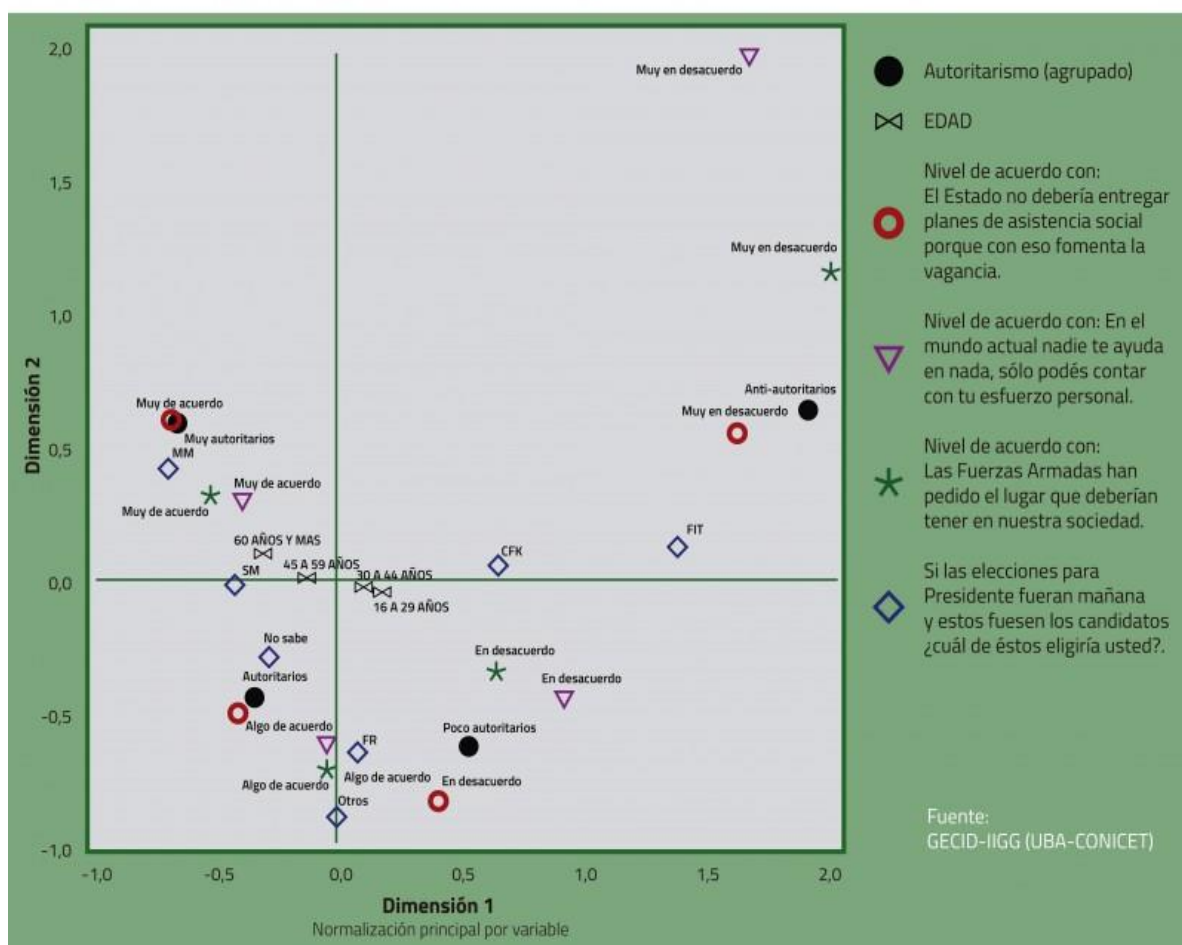 2,0
1,5
1,0
0,5
0,0
-0,5
-1,0
Dimensión 2
Muy en desacuerdo
Muy en desacuerdo
Anti-autoritarios
Muy en desacuerdo
Muy de acuerdo
Muy autoritarios
MM
Muy de acuerdo
Muy de acuerdo
60 AÑOS Y MAS
45 A 59 AÑOS
30 A 44 AÑOS
16 A 29 AÑOS
SM
CFK
FIT
No sabe
En desacuerdo
En desacuerdo
Autoritarios
Algo de acuerdo
Poco autoritarios
FR
Algo de acuerdo
Algo de acuerdo
En desacuerdo
Otros
-1,0
-0,5
0,0
0,5
1,0
1,5
2,0
Dimensión 1
Normalización principal por variable
Autoritarismo (agrupado)
EDAD
Nivel de acuerdo con:
El Estado no debería entregar
planes de asistencia social
porque con eso fomenta la
vagancia.
Nivel de acuerdo con: En el
mundo actual nadie te ayuda
en nada, sólo podés contar
con tu esfuerzo personal.
Nivel de acuerdo con:
Las Fuerzas Armadas han
pedido el lugar que deberían
tener en nuestra sociedad.
Si las elecciones para
Presidente fueran mañana
y estos fuesen los candidatos
¿cuál de éstos eligiría usted?.
Fuente:
GECID-IIGG (UBA-CONICET)